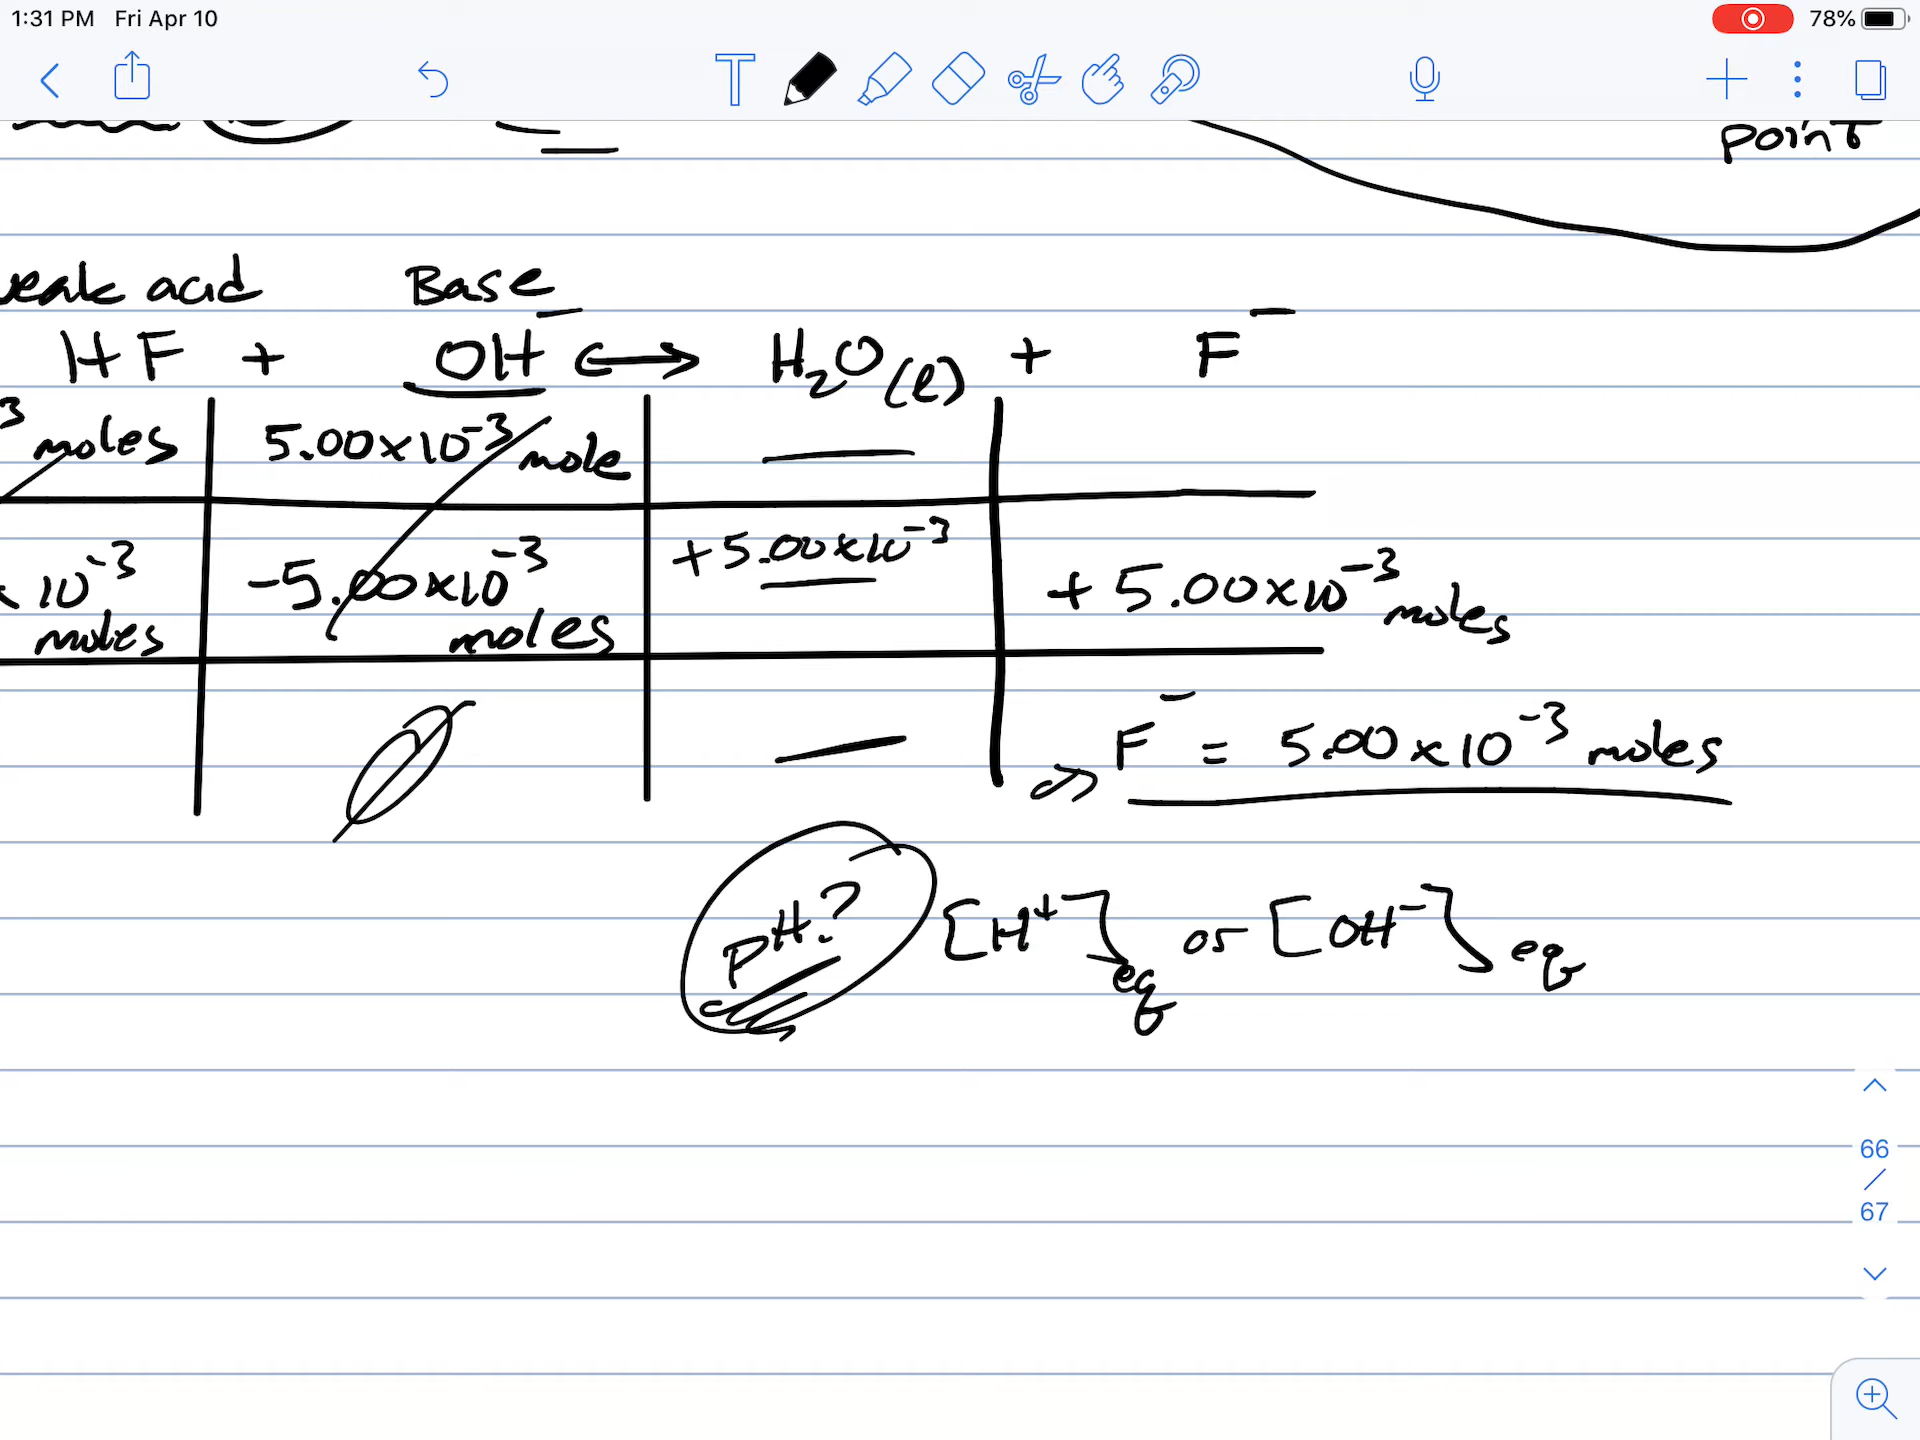 1:31 PM Fri Apr 10 78%
T
point
weak acid Base
HF + OH⁻ ⟷ H₂O(l) + F⁻
³ moles 5.00x10⁻³ mole —
x 10⁻³ moles -5.00x10⁻³ moles +5.00x10⁻³ + 5.00x10⁻³ moles
Ø — ⇒ F⁻ = 5.00x10⁻³ moles
pH? [H⁺]eq or [OH⁻]eq
66
/
67